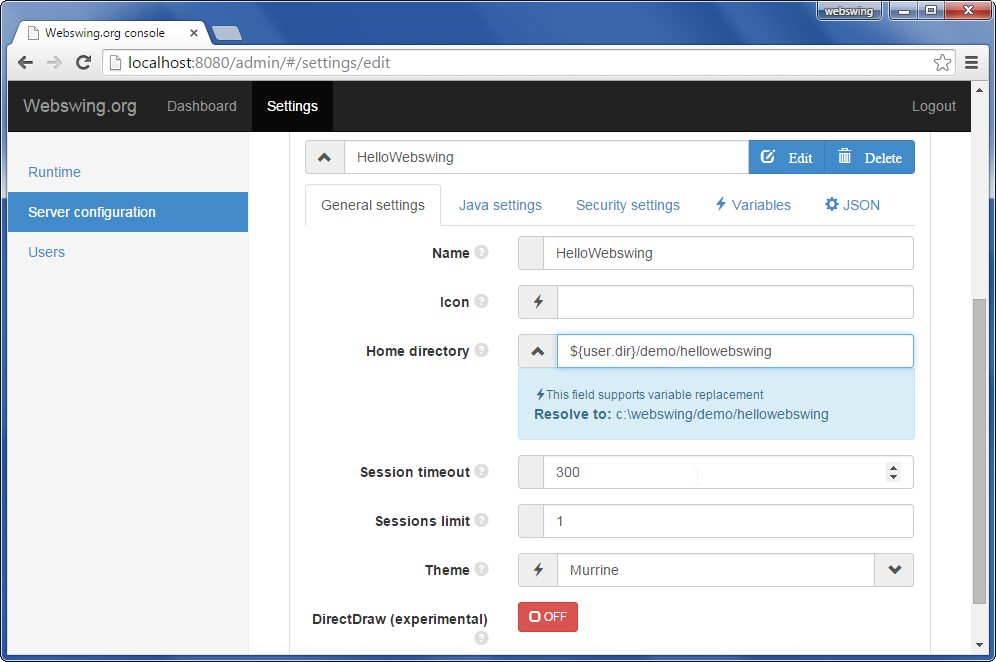 webswing
Webswing.org console
localhost:8080/admin/#/settings/edit
Webswing.org Dashboard Settings Logout
Runtime
Server configuration
Users
HelloWebswing Edit Delete
General settings Java settings Security settings Variables JSON
Name ? HelloWebswing
Icon ?
Home directory ? ${user.dir}/demo/hellowebswing
This field supports variable replacement
Resolve to: c:\webswing/demo/hellowebswing
Session timeout ? 300
Sessions limit ? 1
Theme ? Murrine
DirectDraw (experimental) OFF
?